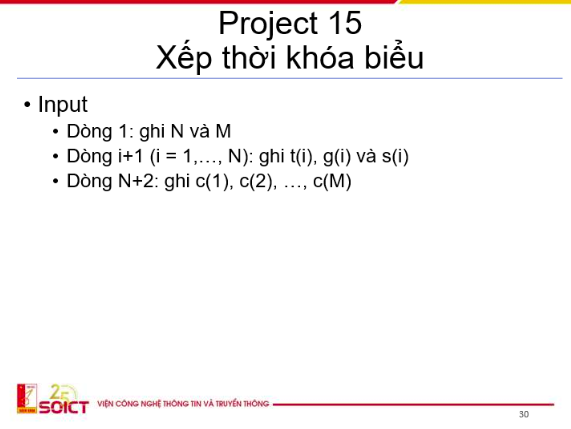 Project 15
Xếp thời khóa biểu
• Input
• Dòng 1: ghi N và M
• Dòng i+1 (i = 1,…, N): ghi t(i), g(i) và s(i)
• Dòng N+2: ghi c(1), c(2), …, c(M)
25
SOICT
VIỆN CÔNG NGHỆ THÔNG TIN VÀ TRUYỀN THÔNG
30